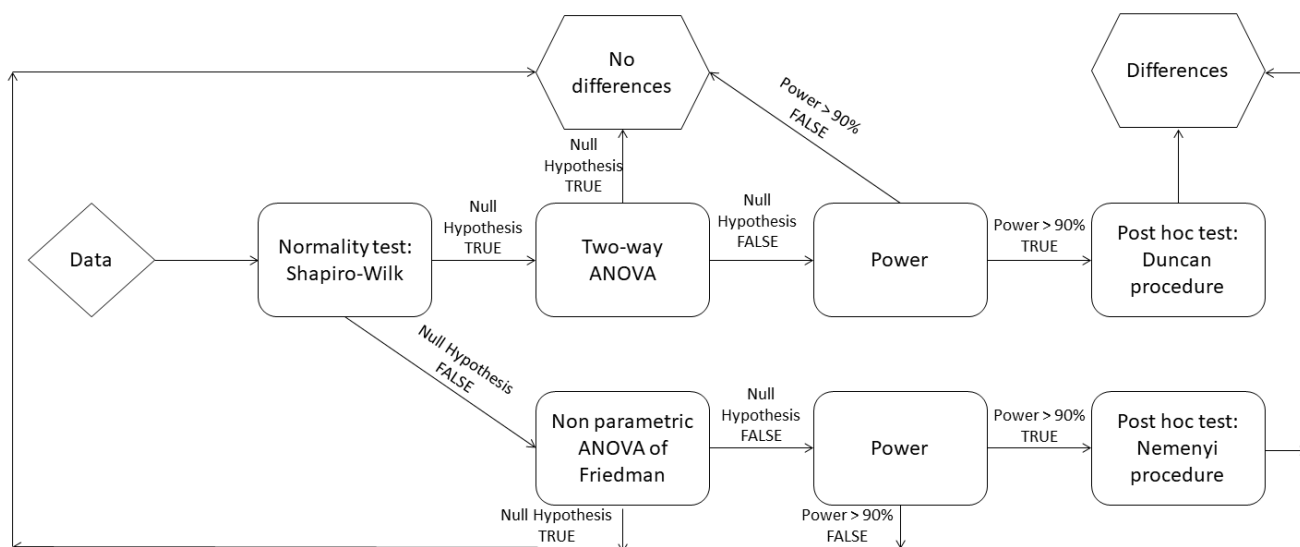 No
differences
Differences
Power > 90%
FALSE
Null
Hypothesis
TRUE
Data
Normality test:
Shapiro-Wilk
Null
Hypothesis
TRUE
Two-way
ANOVA
Null
Hypothesis
FALSE
Power
Power > 90%
TRUE
Post hoc test:
Duncan
procedure
Null Hypothesis
FALSE
Non parametric
ANOVA of
Friedman
Null
Hypothesis
FALSE
Power
Power > 90%
TRUE
Post hoc test:
Nemenyi
procedure
Null Hypothesis
TRUE
Power > 90%
FALSE